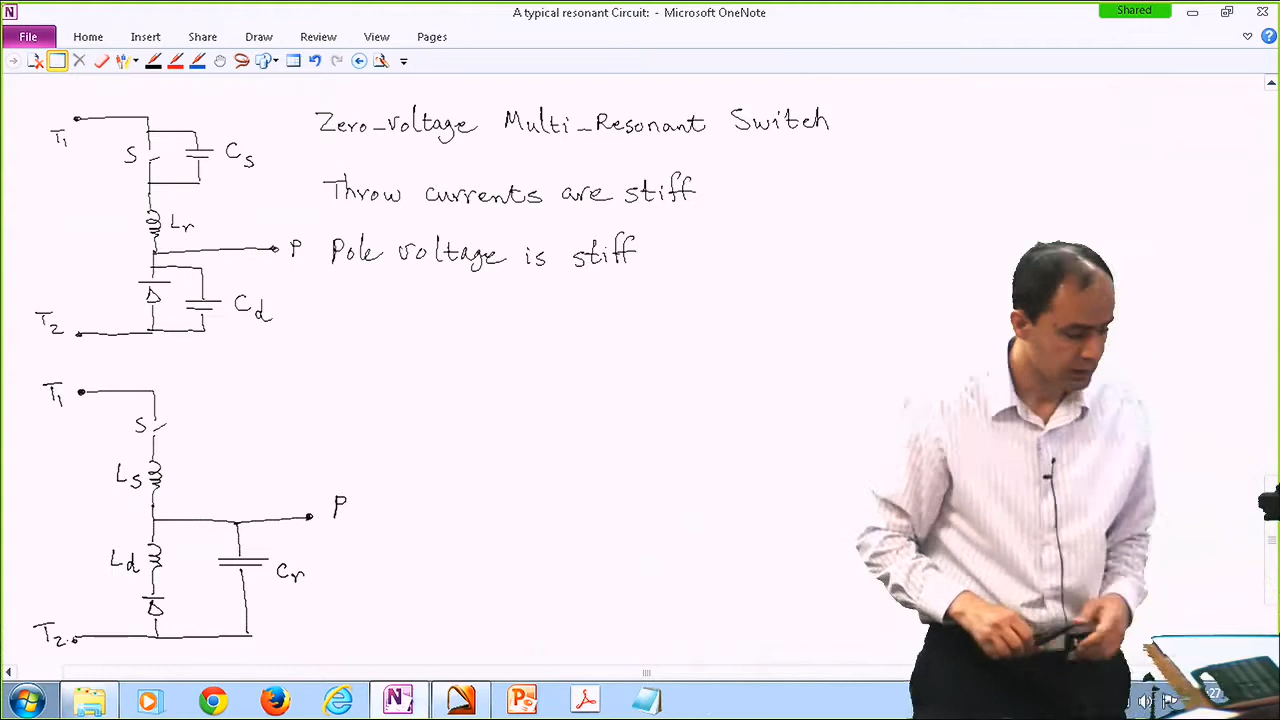 A typical resonant Circuit: - Microsoft OneNote
Shared
File Home Insert Share Draw Review View Pages
T1
S
Cs
Zero-voltage Multi-Resonant Switch
Throw currents are stiff
Lr
P
Pole voltage is stiff
D
Cd
T2
T1
S
Ls
P
Ld
Cr
D
T2